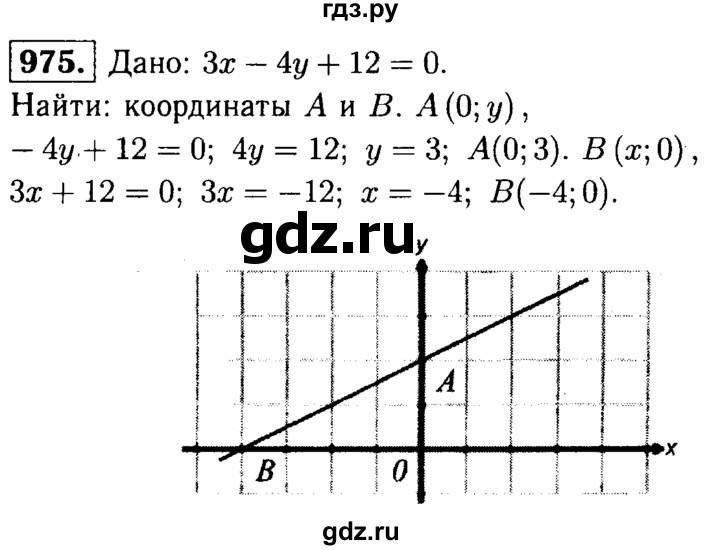 гдз.ру
975. Дано: 3x − 4y + 12 = 0.
Найти: координаты A и B. A (0; y),
− 4y + 12 = 0; 4y = 12; y = 3; A(0; 3). B (x; 0),
3x + 12 = 0; 3x = −12; x = −4; B(−4; 0).
gdz.ru
y
A
B
0
x
gdz.ru